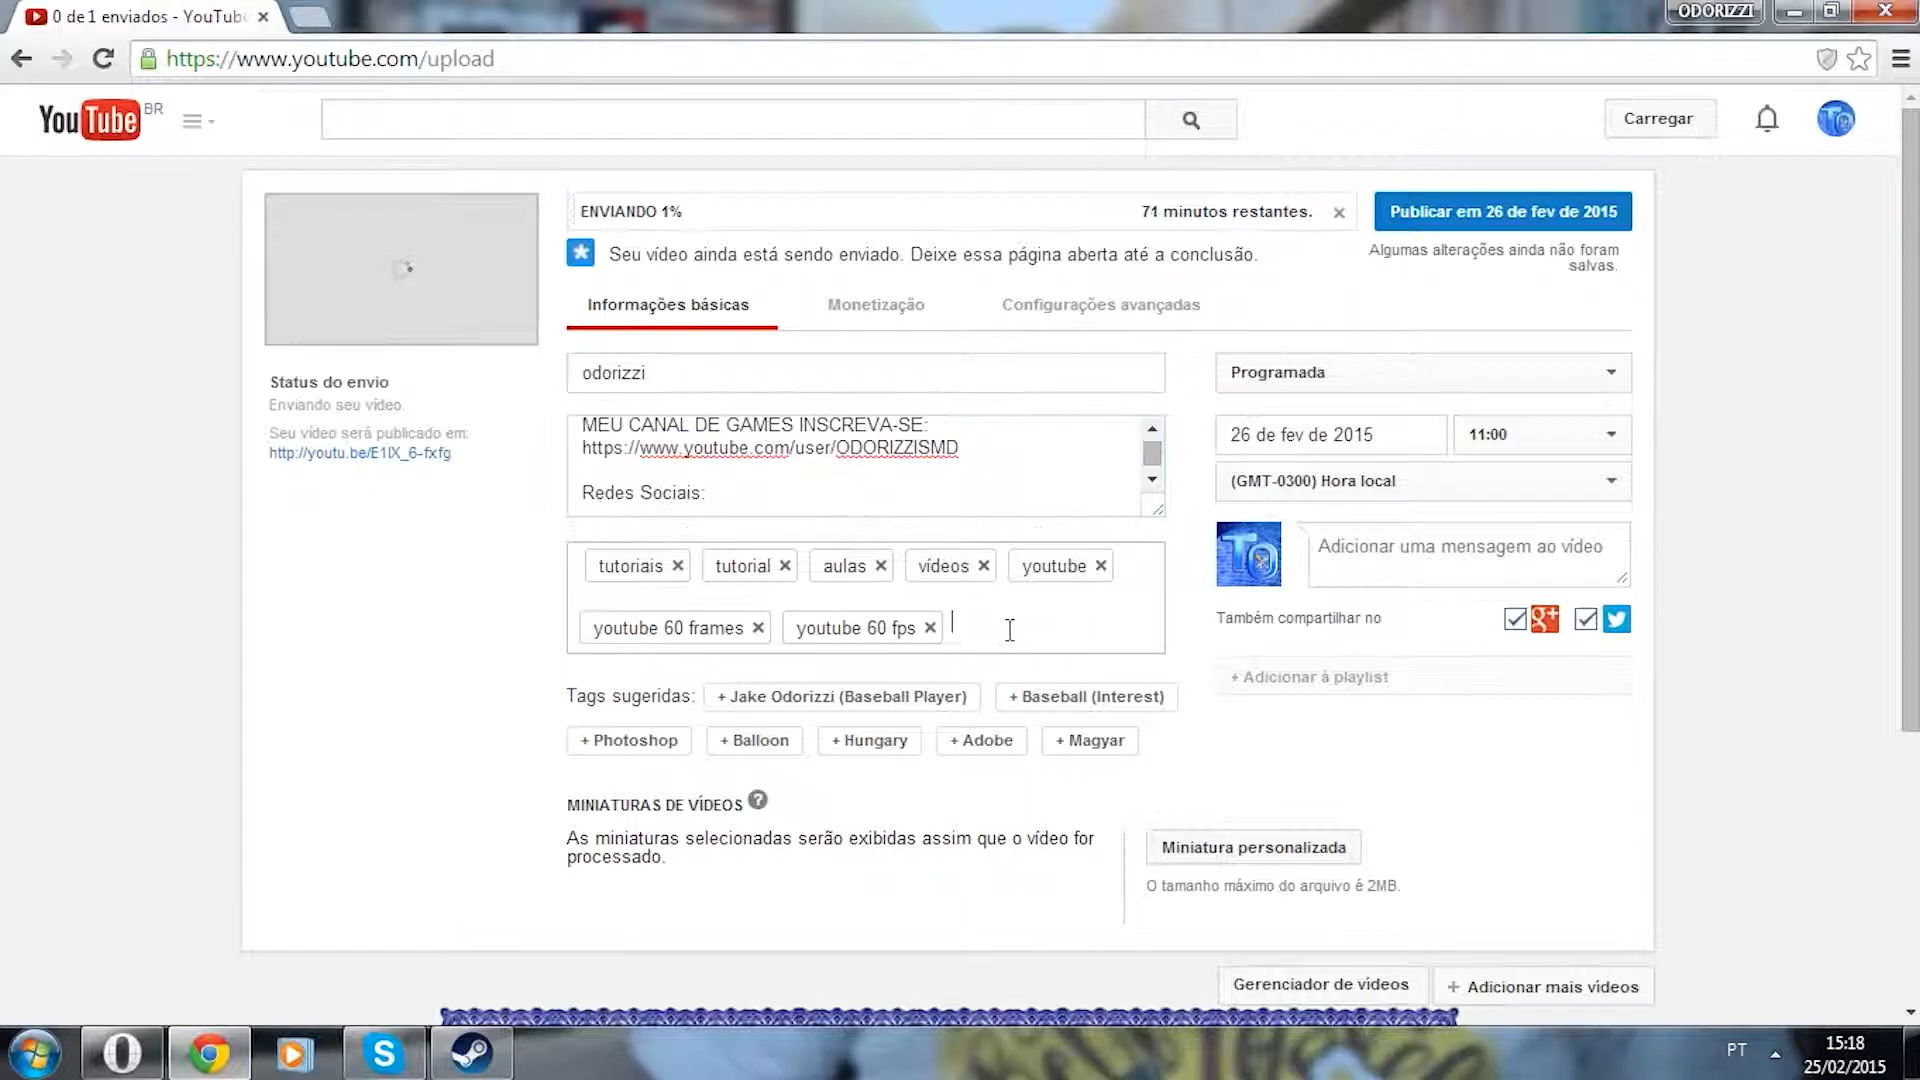 0 de 1 enviados - YouTub
ODORIZZI
https://www.youtube.com/upload
YouTube BR
Carregar
ENVIANDO 1%
71 minutos restantes.
Publicar em 26 de fev de 2015
Seu vídeo ainda está sendo enviado. Deixe essa página aberta até a conclusão.
Algumas alterações ainda não foram
salvas.
Informações básicas
Monetização
Configurações avançadas
Status do envio
Enviando seu vídeo.
Seu vídeo será publicado em:
http://youtu.be/E1IX_6-fxfg
odorizzi
MEU CANAL DE GAMES INSCREVA-SE:
https://www.youtube.com/user/ODORIZZISMD
Redes Sociais:
tutoriais
tutorial
aulas
vídeos
youtube
youtube 60 frames
youtube 60 fps
Tags sugeridas:
+ Jake Odorizzi (Baseball Player)
+ Baseball (Interest)
+ Photoshop
+ Balloon
+ Hungary
+ Adobe
+ Magyar
MINIATURAS DE VÍDEOS ?
As miniaturas selecionadas serão exibidas assim que o vídeo for
processado.
Miniatura personalizada
O tamanho máximo do arquivo é 2MB.
Programada
26 de fev de 2015
11:00
(GMT-0300) Hora local
TO
Adicionar uma mensagem ao vídeo
Também compartilhar no
g+
+ Adicionar à playlist
Gerenciador de vídeos
+ Adicionar mais vídeos
PT
15:18
25/02/2015